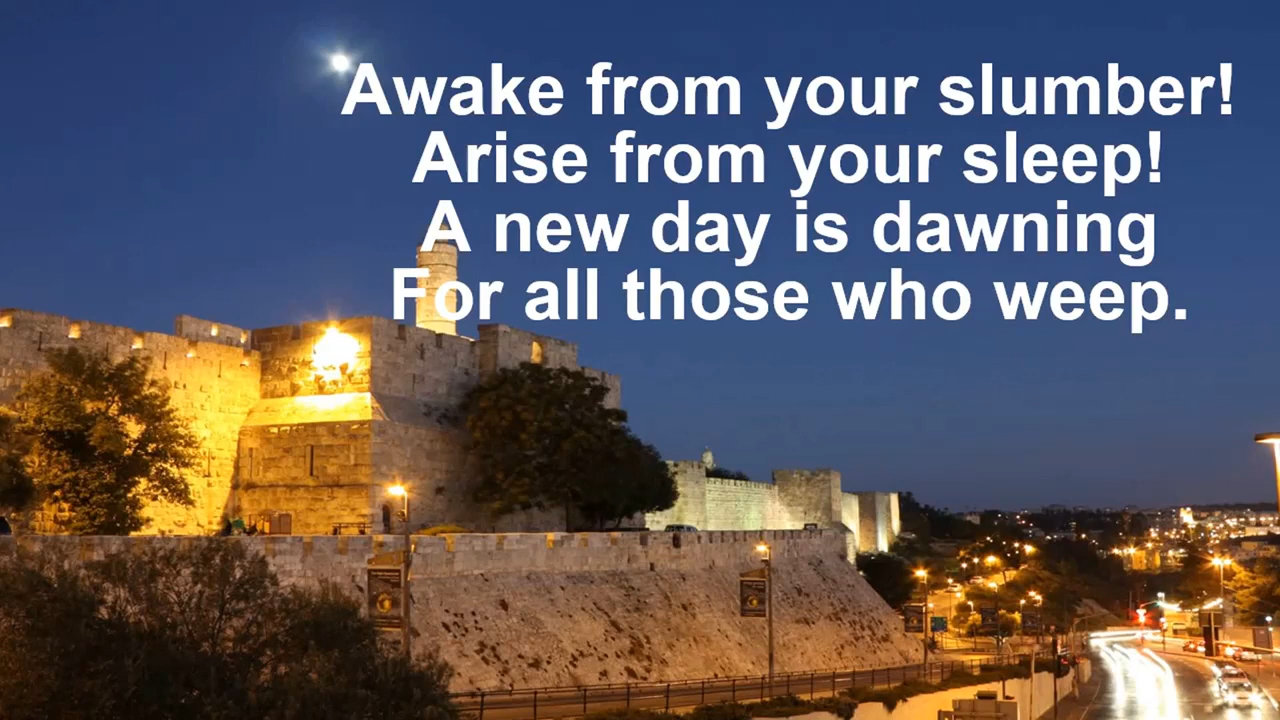 Awake from your slumber!
Arise from your sleep!
A new day is dawning
For all those who weep.